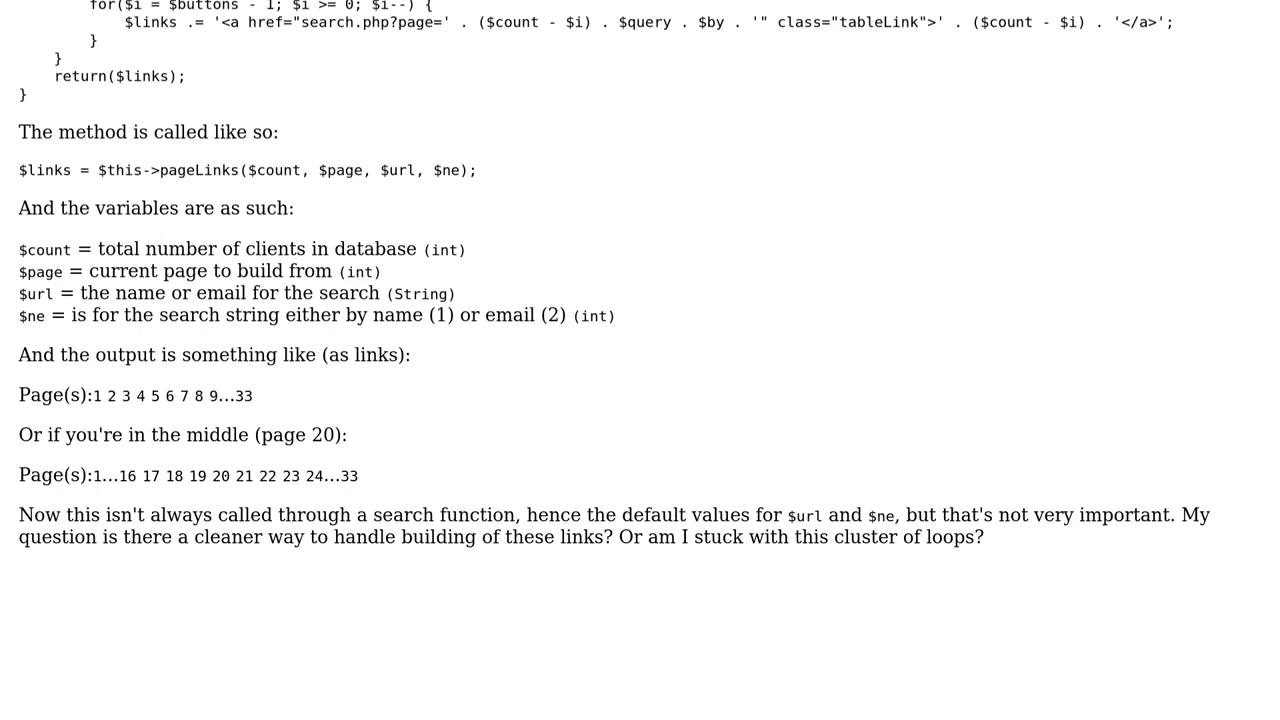 for($i = $buttons - 1; $i >= 0; $i--) {
$links .= '<a href="search.php?page=' . ($count - $i) . $query . $by . '" class="tableLink">' . ($count - $i) . '</a>';
}
}
return($links);
}
The method is called like so:
$links = $this->pageLinks($count, $page, $url, $ne);
And the variables are as such:
$count = total number of clients in database (int)
$page = current page to build from (int)
$url = the name or email for the search (String)
$ne = is for the search string either by name (1) or email (2) (int)
And the output is something like (as links):
Page(s):1 2 3 4 5 6 7 8 9...33
Or if you're in the middle (page 20):
Page(s):1...16 17 18 19 20 21 22 23 24...33
Now this isn't always called through a search function, hence the default values for $url and $ne, but that's not very important. My
question is there a cleaner way to handle building of these links? Or am I stuck with this cluster of loops?